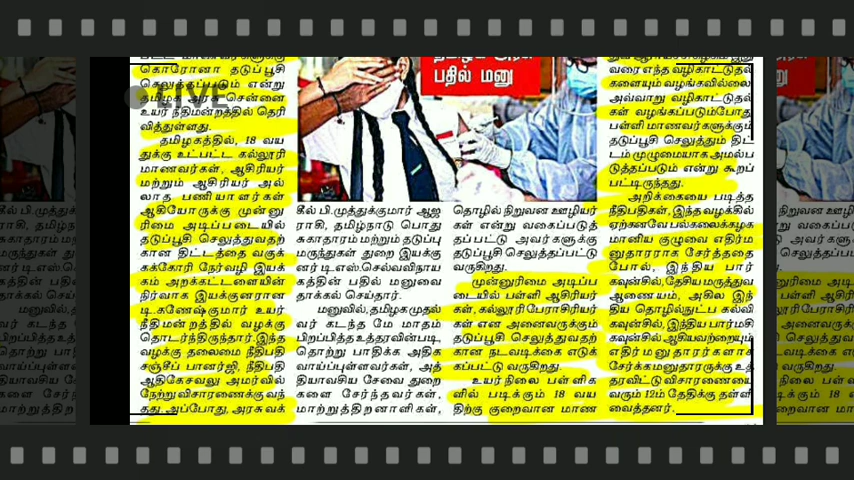 கொரோனா தடுப்பூசி
செலுத்தப்படும் என்று
தமிழக அரசு சென்னை
உயர் நீதிமன்றத்தில் தெரி
வித்துள்ளது.
தமிழகத்தில், 18 வய
துக்கு உட்பட்ட கல்லூரி
மாணவர்கள், ஆசிரியர்
மற்றும் ஆசிரியர் அல்
லாத பணியாளர்கள்
ஆகியோருக்கு முன்னு
ரிமை அடிப்படையில்
தடுப்பூசி செலுத்துவதற்
கான திட்டத்தை வகுக்
கக்கோரி நேர்வழி இயக்
கம் அறக்கட்டளையின்
நிர்வாக இயக்குனரான
டி.கணேஷ்குமார் உயர்
நீதிமன்றத்தில் வழக்கு
தொடர்ந்திருந்தார். இந்த
வழக்கு தலைமை நீதிபதி
சஞ்சீப் பானர்ஜி, நீதிபதி
ஆதிகேசவலு அமர்வில்
நேற்று விசாரணைக்கு வந்
தது. அப்போது, அரசு வக்
LIVE
பதில் மனு
கீல் பி.முத்துக்குமார் ஆஜ
ராகி, தமிழ்நாடு பொது
சுகாதாரம் மற்றும் தடுப்பு
மருந்துகள் துறை இயக்கு
னர் டி.எஸ்.செல்வவிநாய
கத்தின் பதில் மனுவை
தாக்கல் செய்தார்.
மனுவில், தமிழக முதல்
வர் கடந்த மே மாதம்
பிறப்பித்த உத்தரவின்படி,
தொற்று பாதிக்க அதிக
வாய்ப்புள்ளவர்கள், அத்
தியாவசிய சேவை துறை
களை சேர்ந்தவர்கள்,
மாற்றுத்திறனாளிகள்,
தொழில் நிறுவன ஊழியர்
கள் என்று வகைப்படுத்
தப்பட்டு அவர்களுக்கு
தடுப்பூசி செலுத்தப்பட்டு
வருகிறது.
முன்னுரிமை அடிப்ப
டையில் பள்ளி ஆசிரியர்
கள், கல்லூரி பேராசிரியர்
கள் என அனைவருக்கும்
தடுப்பூசி செலுத்துவதற்
கான நடவடிக்கை எடுக்
கப்பட்டு வருகிறது.
உயர்நிலை பள்ளிக
ளில் படிக்கும் 18 வய
திற்கு குறைவான மாண
வரை எந்த வழிகாட்டுதல்
களையும் வழங்கவில்லை.
அவ்வாறு வழிகாட்டுதல்
கள் வழங்கப்படும்போது
பள்ளி மாணவர்களுக்கும்
தடுப்பூசி செலுத்தும் திட்
டம் முழுமையாக அமல்ப
டுத்தப்படும் என்று கூறப்
பட்டிருந்தது.
அறிக்கையை படித்த
நீதிபதிகள், இந்த வழக்கில்
ஏற்கனவே பல்கலைக்கழக
மானிய குழுவை எதிர்ம
னுதாரராக சேர்த்ததை
போல், இந்திய பார்
கவுன்சில், தேசிய மருத்துவ
ஆணையம், அகில இந்
திய தொழில்நுட்ப கல்வி
கவுன்சில், இந்திய பார்மசி
கவுன்சில் ஆகியவற்றையும்
எதிர்மனுதாரர்களாக
சேர்க்க மனுதாரருக்கு உத்
தரவிட்டு விசாரணையை
வரும் 12ம் தேதிக்கு தள்ளி
வைத்தனர்.